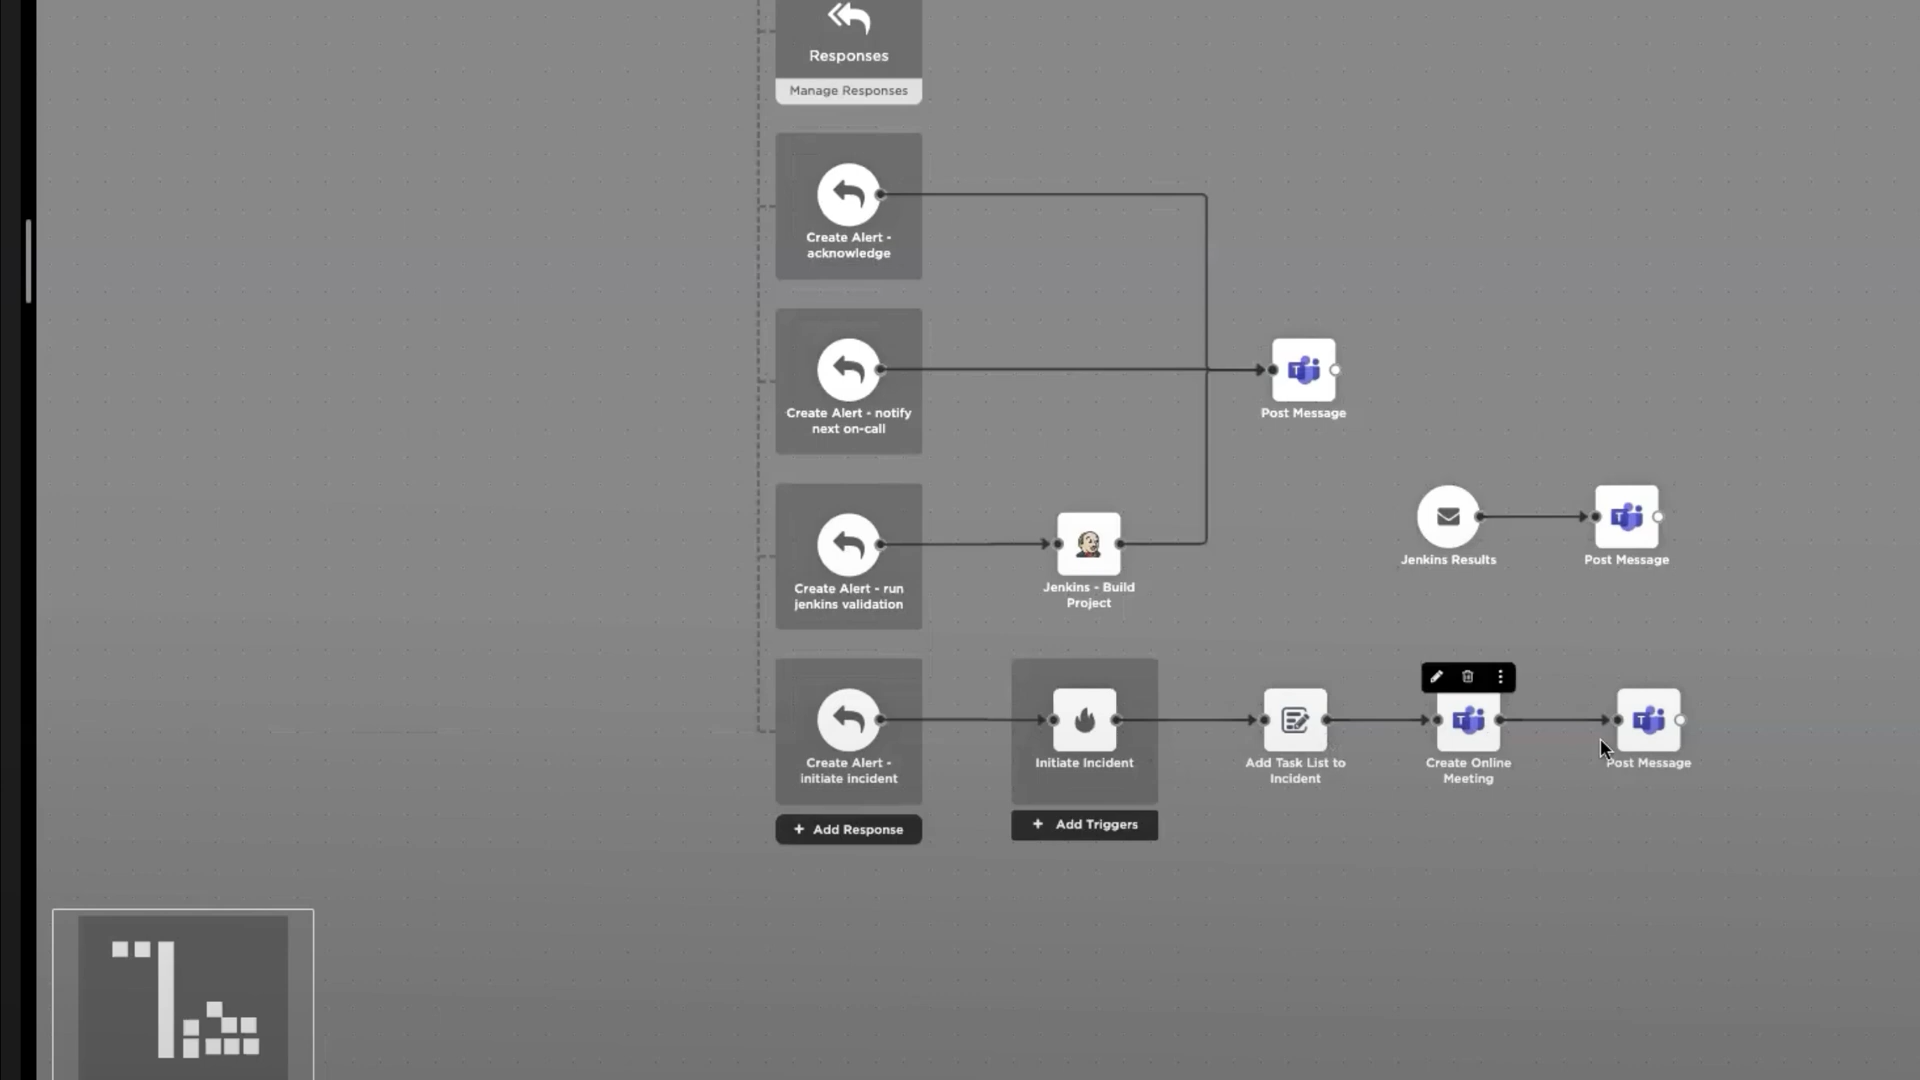 Responses
Manage Responses
Create Alert -
acknowledge
Create Alert - notify
next on-call
Post Message
Create Alert - run
jenkins validation
Jenkins - Build
Project
Jenkins Results
Post Message
Create Alert -
initiate incident
Initiate Incident
Add Task List to
Incident
Create Online
Meeting
Post Message
+ Add Response
+ Add Triggers